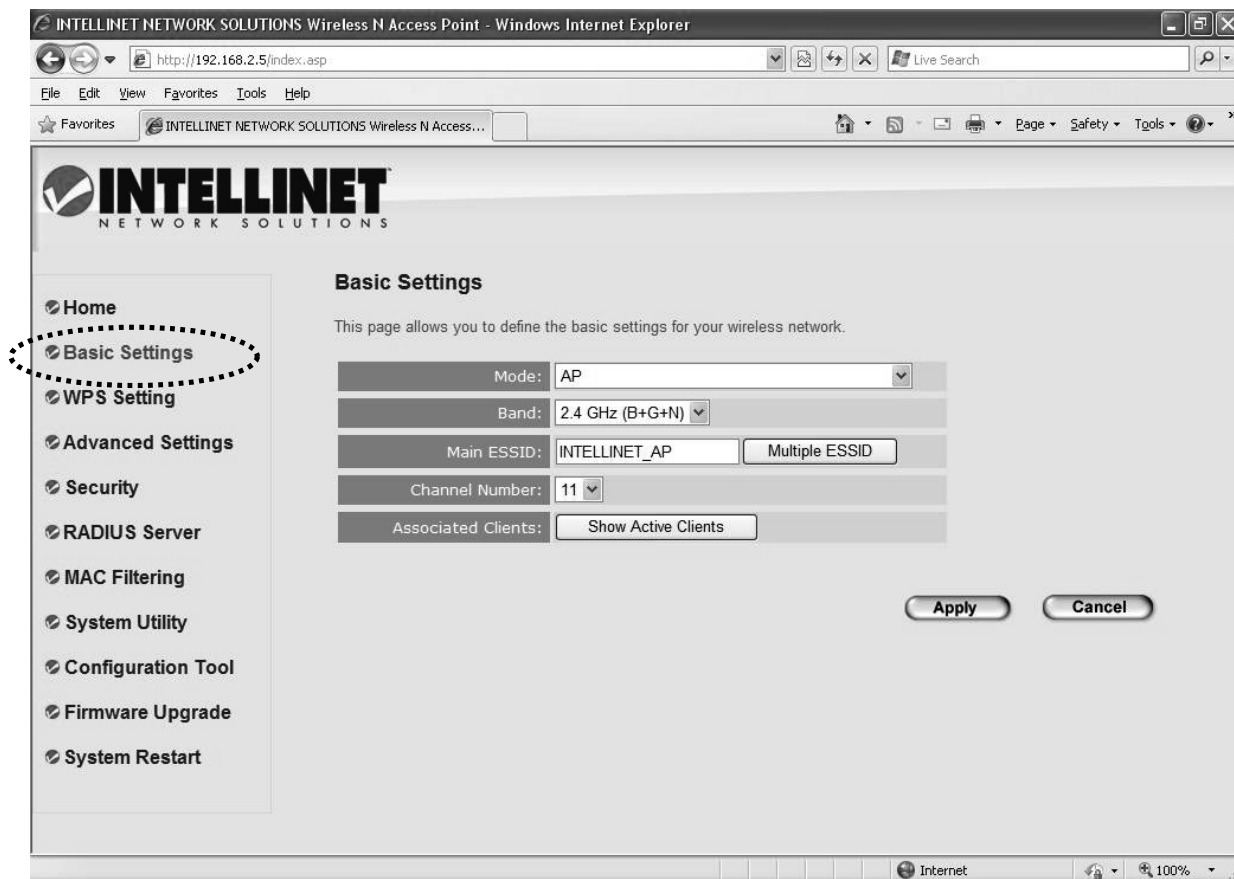 INTELLINET NETWORK SOLUTIONS Wireless N Access Point - Windows Internet Explorer
http://192.168.2.5/index.asp
Live Search
File Edit View Favorites Tools Help
Favorites
INTELLINET NETWORK SOLUTIONS Wireless N Access...
Page Safety Tools
»
INTELLINET™
NETWORK SOLUTIONS
Home
Basic Settings
WPS Setting
Advanced Settings
Security
RADIUS Server
MAC Filtering
System Utility
Configuration Tool
Firmware Upgrade
System Restart
Basic Settings
This page allows you to define the basic settings for your wireless network.
Mode: AP
Band: 2.4 GHz (B+G+N)
Main ESSID: INTELLINET_AP Multiple ESSID
Channel Number: 11
Associated Clients: Show Active Clients
Apply Cancel
Internet
100%